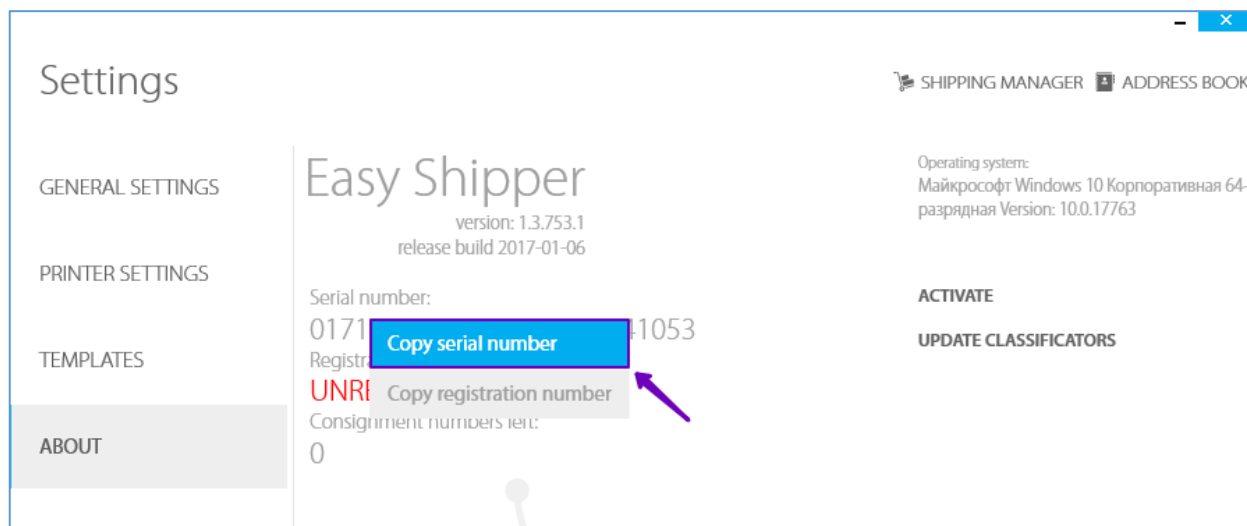 Settings
SHIPPING MANAGER ADDRESS BOOK
GENERAL SETTINGS
PRINTER SETTINGS
TEMPLATES
ABOUT
Easy Shipper
version: 1.3.753.1
release build 2017-01-06
Serial number:
0171 41053
Copy serial number
Copy registration number
Consignment numbers left:
0
Operating system:
Майкрософт Windows 10 Корпоративная 64-
разрядная Version: 10.0.17763
ACTIVATE
UPDATE CLASSIFICATORS